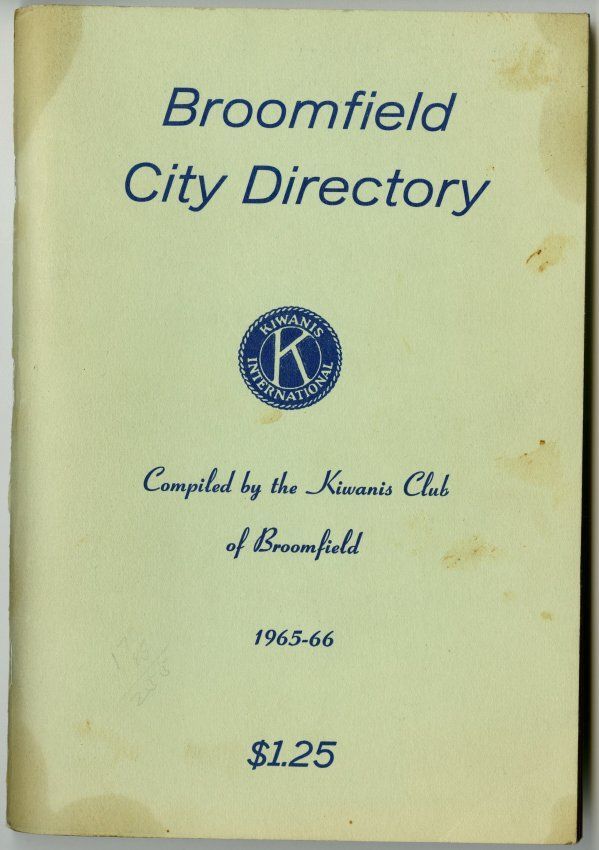 Broomfield
City Directory
KIWANIS
K
INTERNATIONAL
Compiled by the Kiwanis Club
of Broomfield
1965-66
$1.25